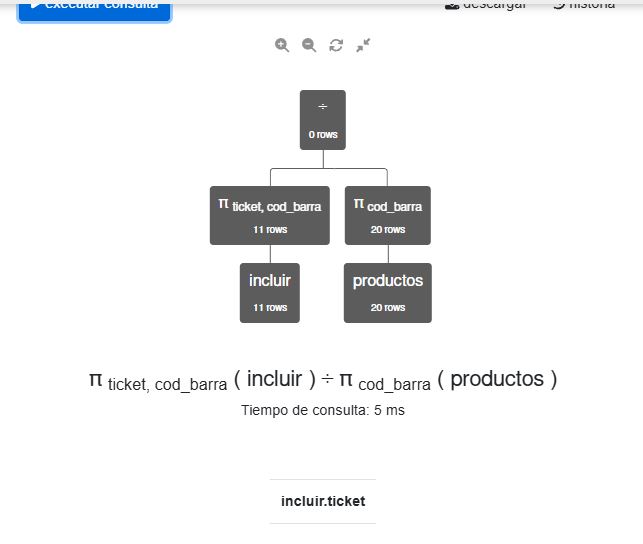 ejecutar consulta
descargar
historia
÷
0 rows
π ticket, cod_barra
11 rows
π cod_barra
20 rows
incluir
11 rows
productos
20 rows
π ticket, cod_barra ( incluir ) ÷ π cod_barra ( productos )
Tiempo de consulta: 5 ms
incluir.ticket